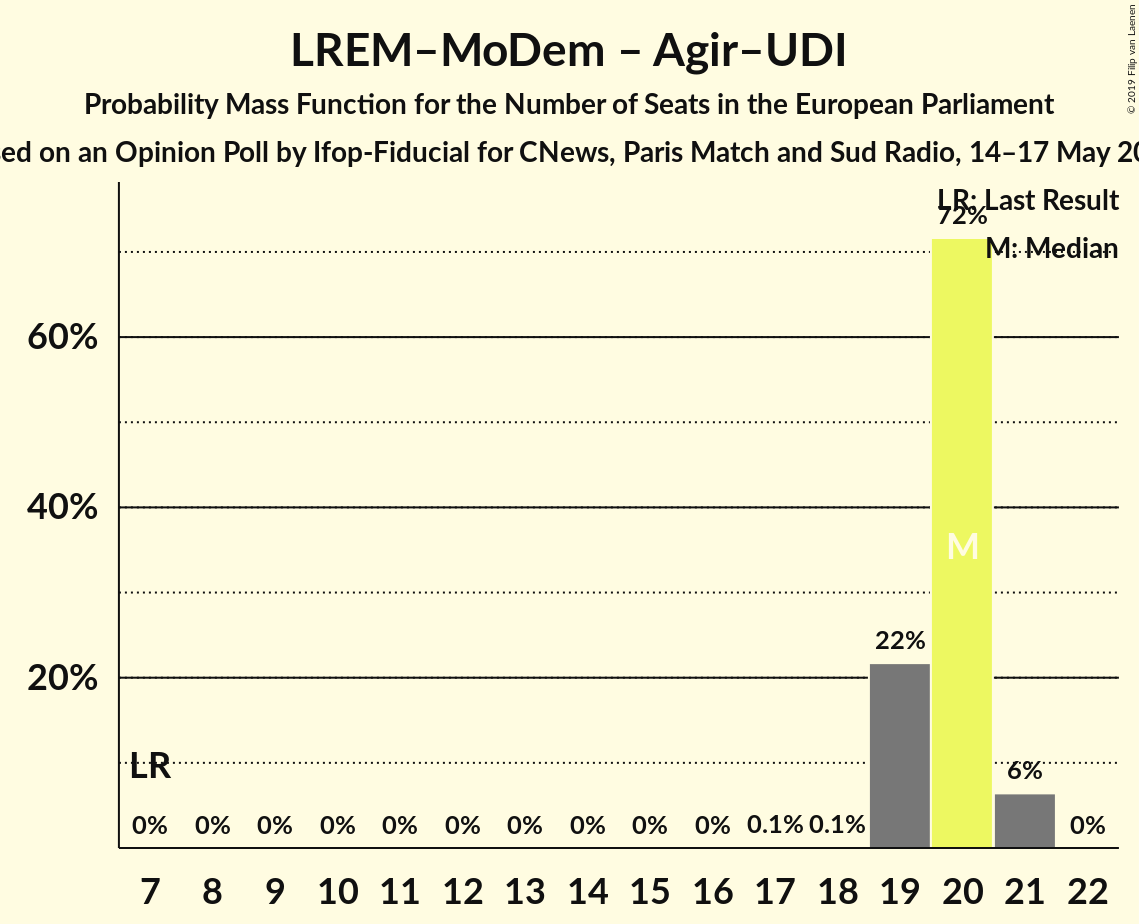 LREM–MoDem – Agir–UDI
Probability Mass Function for the Number of Seats in the European Parliament
on an Opinion Poll by Ifop-Fiducial for CNews, Paris Match and Sud Radio, 14–17 May
© 2019 Filip van Laenen
LR: Last Result
M: Median
72%
60%
40%
M
22%
20%
LR
6%
0% 0% 0% 0% 0% 0% 0% 0% 0% 0% 0.1% 0.1% 0%
7 8 9 10 11 12 13 14 15 16 17 18 19 20 21 22